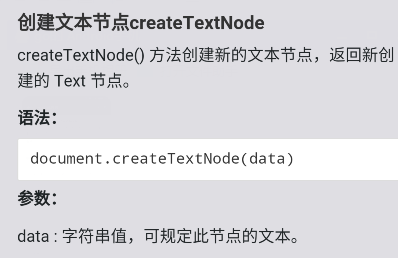 创建文本节点createTextNode
createTextNode() 方法创建新的文本节点，返回新创
建的 Text 节点。
语法：
document.createTextNode(data)
参数：
data : 字符串值，可规定此节点的文本。